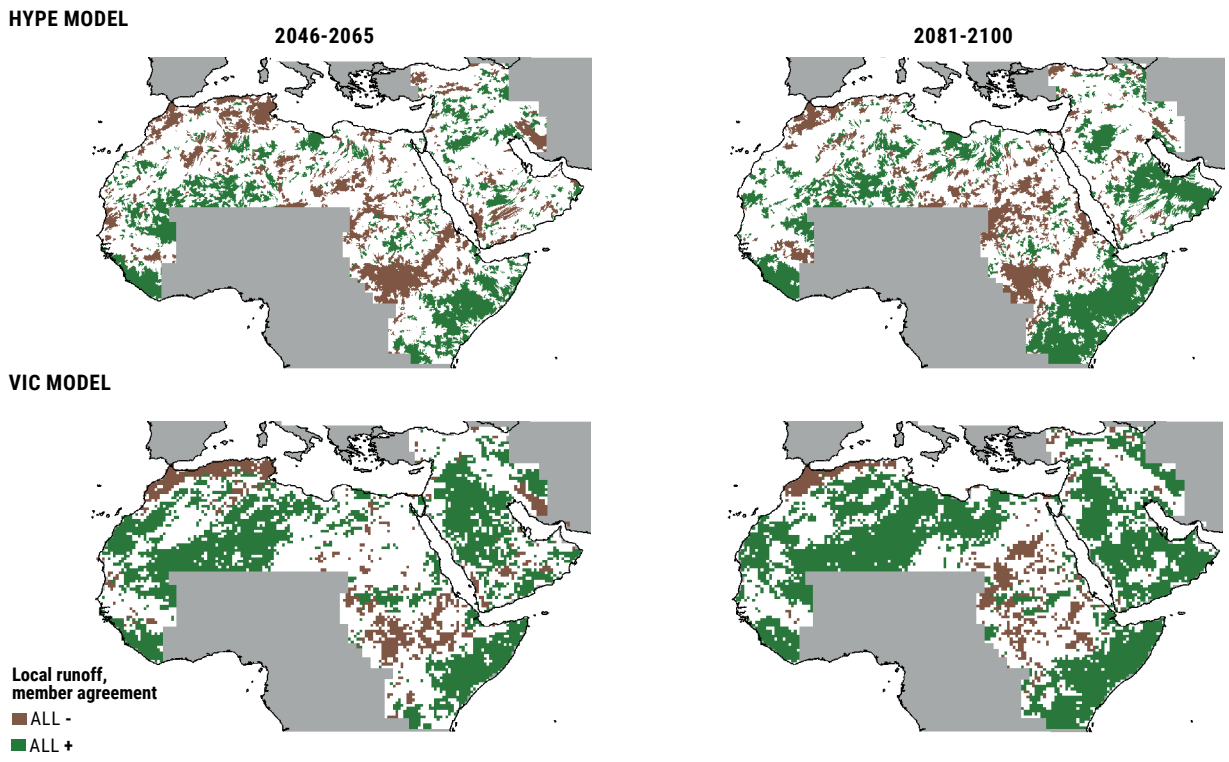 HYPE MODEL
2046-2065
2081-2100
VIC MODEL
Local runoff,
member agreement
ALL -
ALL +